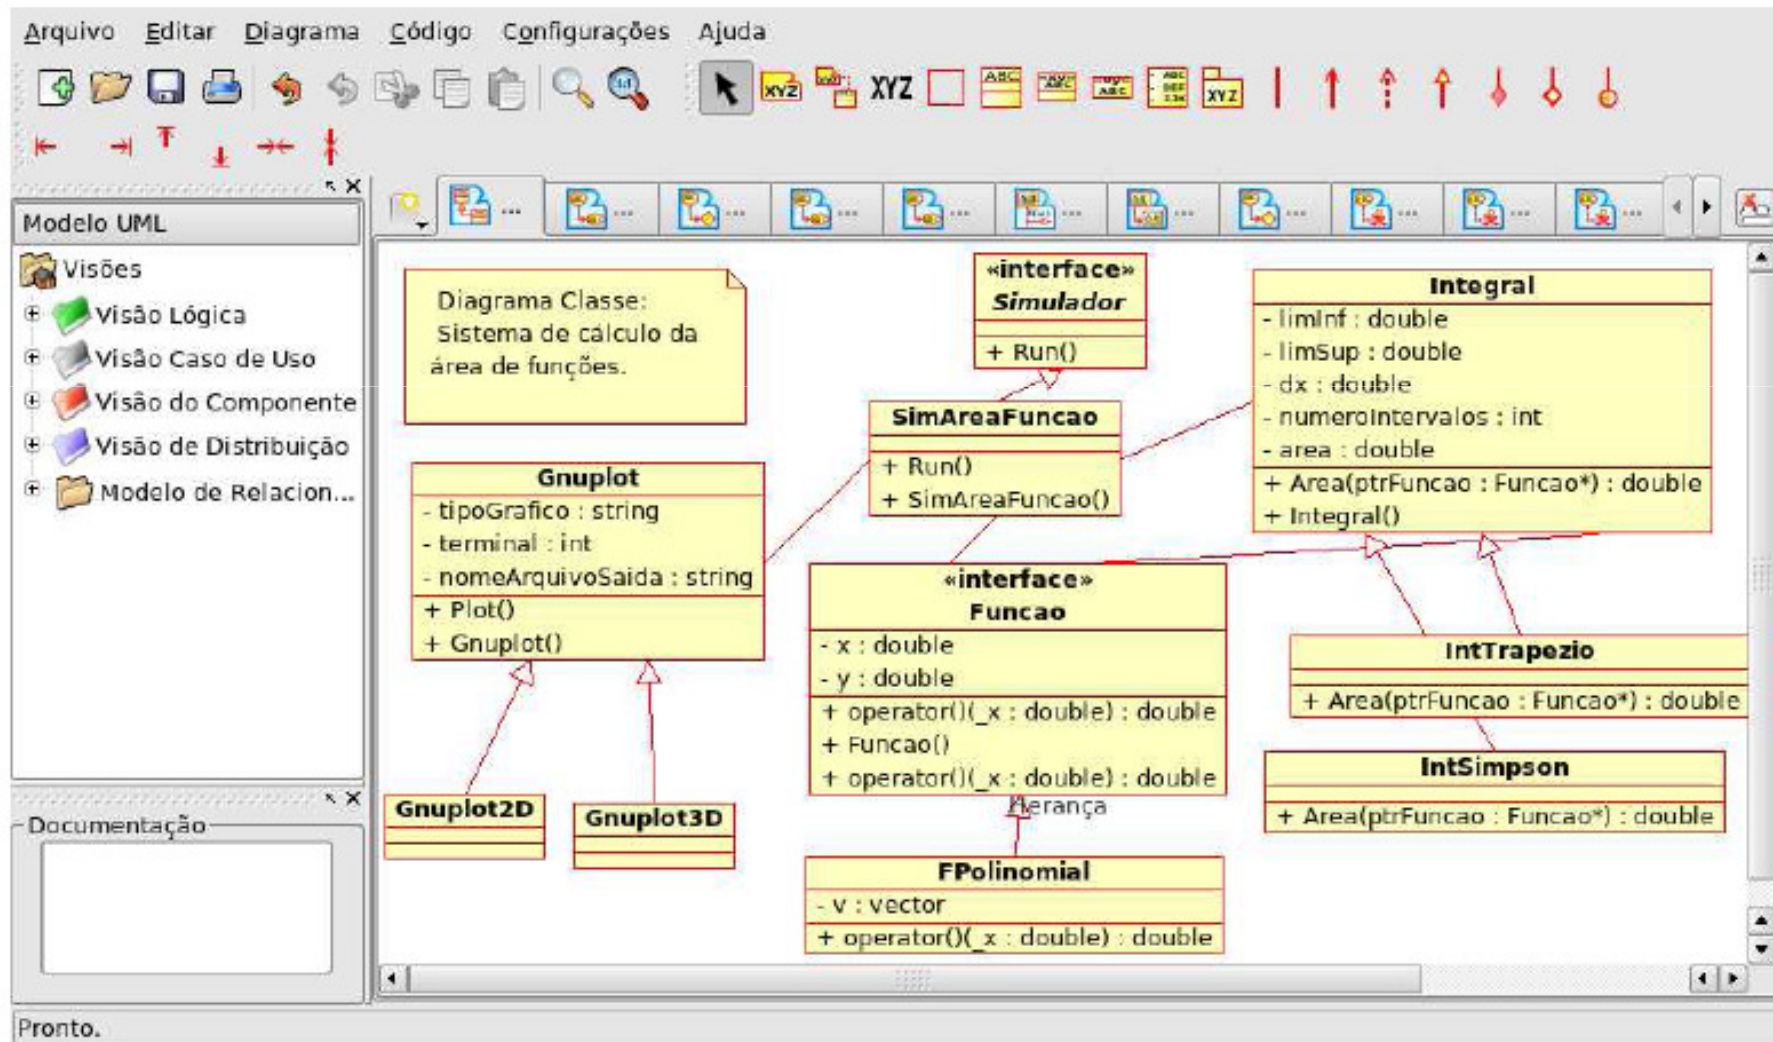 Arquivo Editar Diagrama Código Configurações Ajuda
XYZ XYZ ABC ABC ABC XYZ
Modelo UML
Visões
Visão Lógica
Visão Caso de Uso
Visão do Componente
Visão de Distribuição
Modelo de Relacion...
Documentação
... ... ... ... ... ... ... ... ... ... ...
Diagrama Classe:
Sistema de cálculo da
área de funções.
«interface»
Simulador
+ Run()
Integral
- limInf : double
- limSup : double
- dx : double
- numeroIntervalos : int
- area : double
+ Area(ptrFuncao : Funcao*) : double
+ Integral()
SimAreaFuncao
+ Run()
+ SimAreaFuncao()
Gnuplot
- tipoGrafico : string
- terminal : int
- nomeArquivoSaida : string
+ Plot()
+ Gnuplot()
«interface»
Funcao
- x : double
- y : double
+ operator()(_x : double) : double
+ Funcao()
+ operator()(_x : double) : double
Herança
IntTrapezio
+ Area(ptrFuncao : Funcao*) : double
IntSimpson
+ Area(ptrFuncao : Funcao*) : double
Gnuplot2D
Gnuplot3D
FPolinomial
- v : vector
+ operator()(_x : double) : double
Pronto.